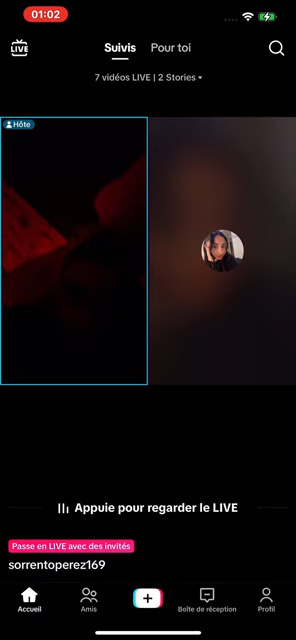 01:02
LIVE
Suivis Pour toi
7 vidéos LIVE | 2 Stories
Hôte
Appuie pour regarder le LIVE
Passe en LIVE avec des invités
sorrentoperez169
Accueil Amis Boîte de réception Profil